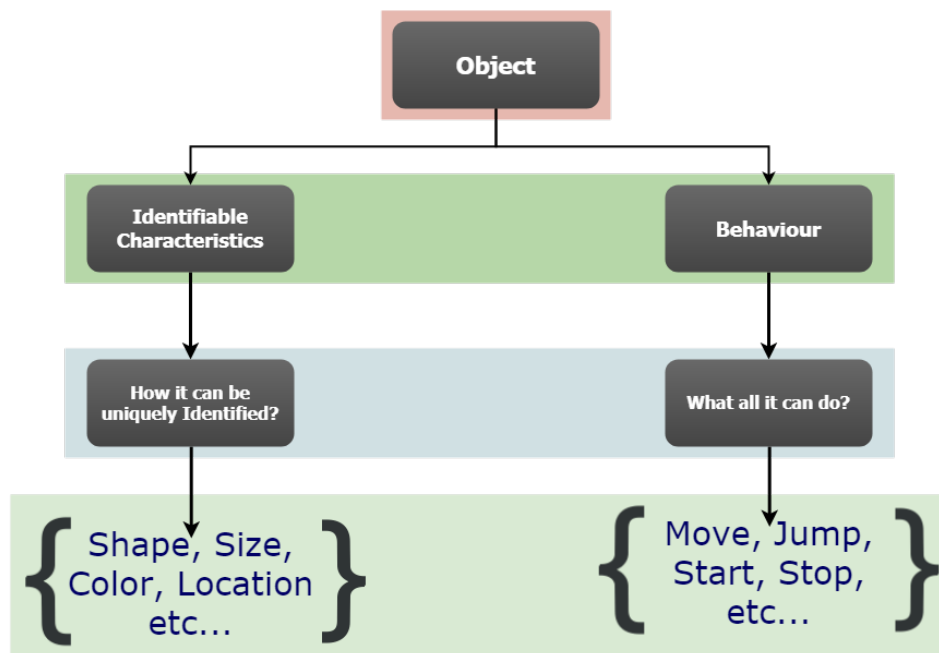 Object
Identifiable
Characteristics
Behaviour
How it can be
uniquely Identified?
What all it can do?
{ Shape, Size, }
Color, Location
etc...
{ Move, Jump, }
Start, Stop,
etc...